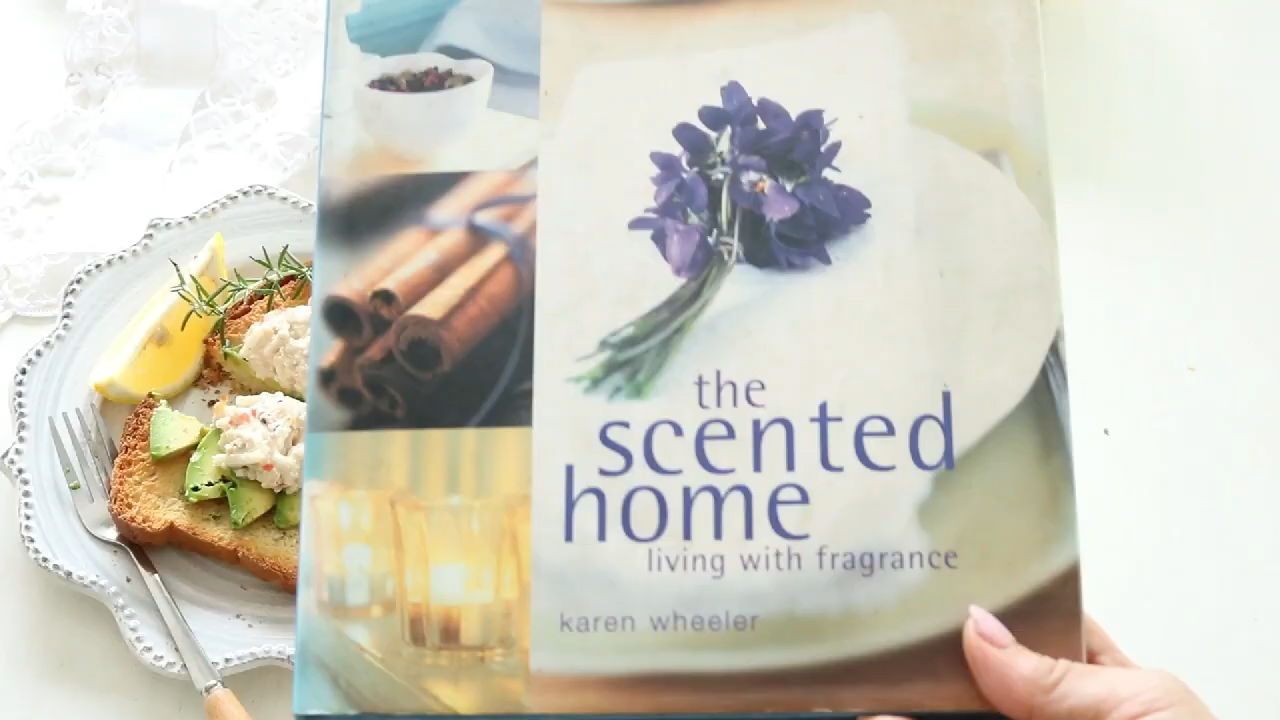 the
scented
home
living with fragrance
karen wheeler